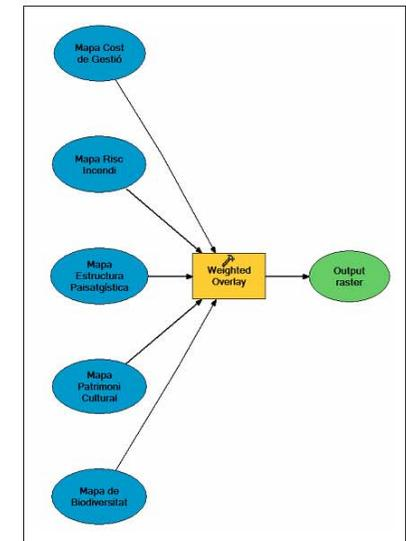 Mapa Cost
de Gestió
Mapa Risc
Incendi
Mapa
Estructura
Paisatgística
Weighted
Overlay
Output
raster
Mapa
Patrimoni
Cultural
Mapa de
Biodiversitat